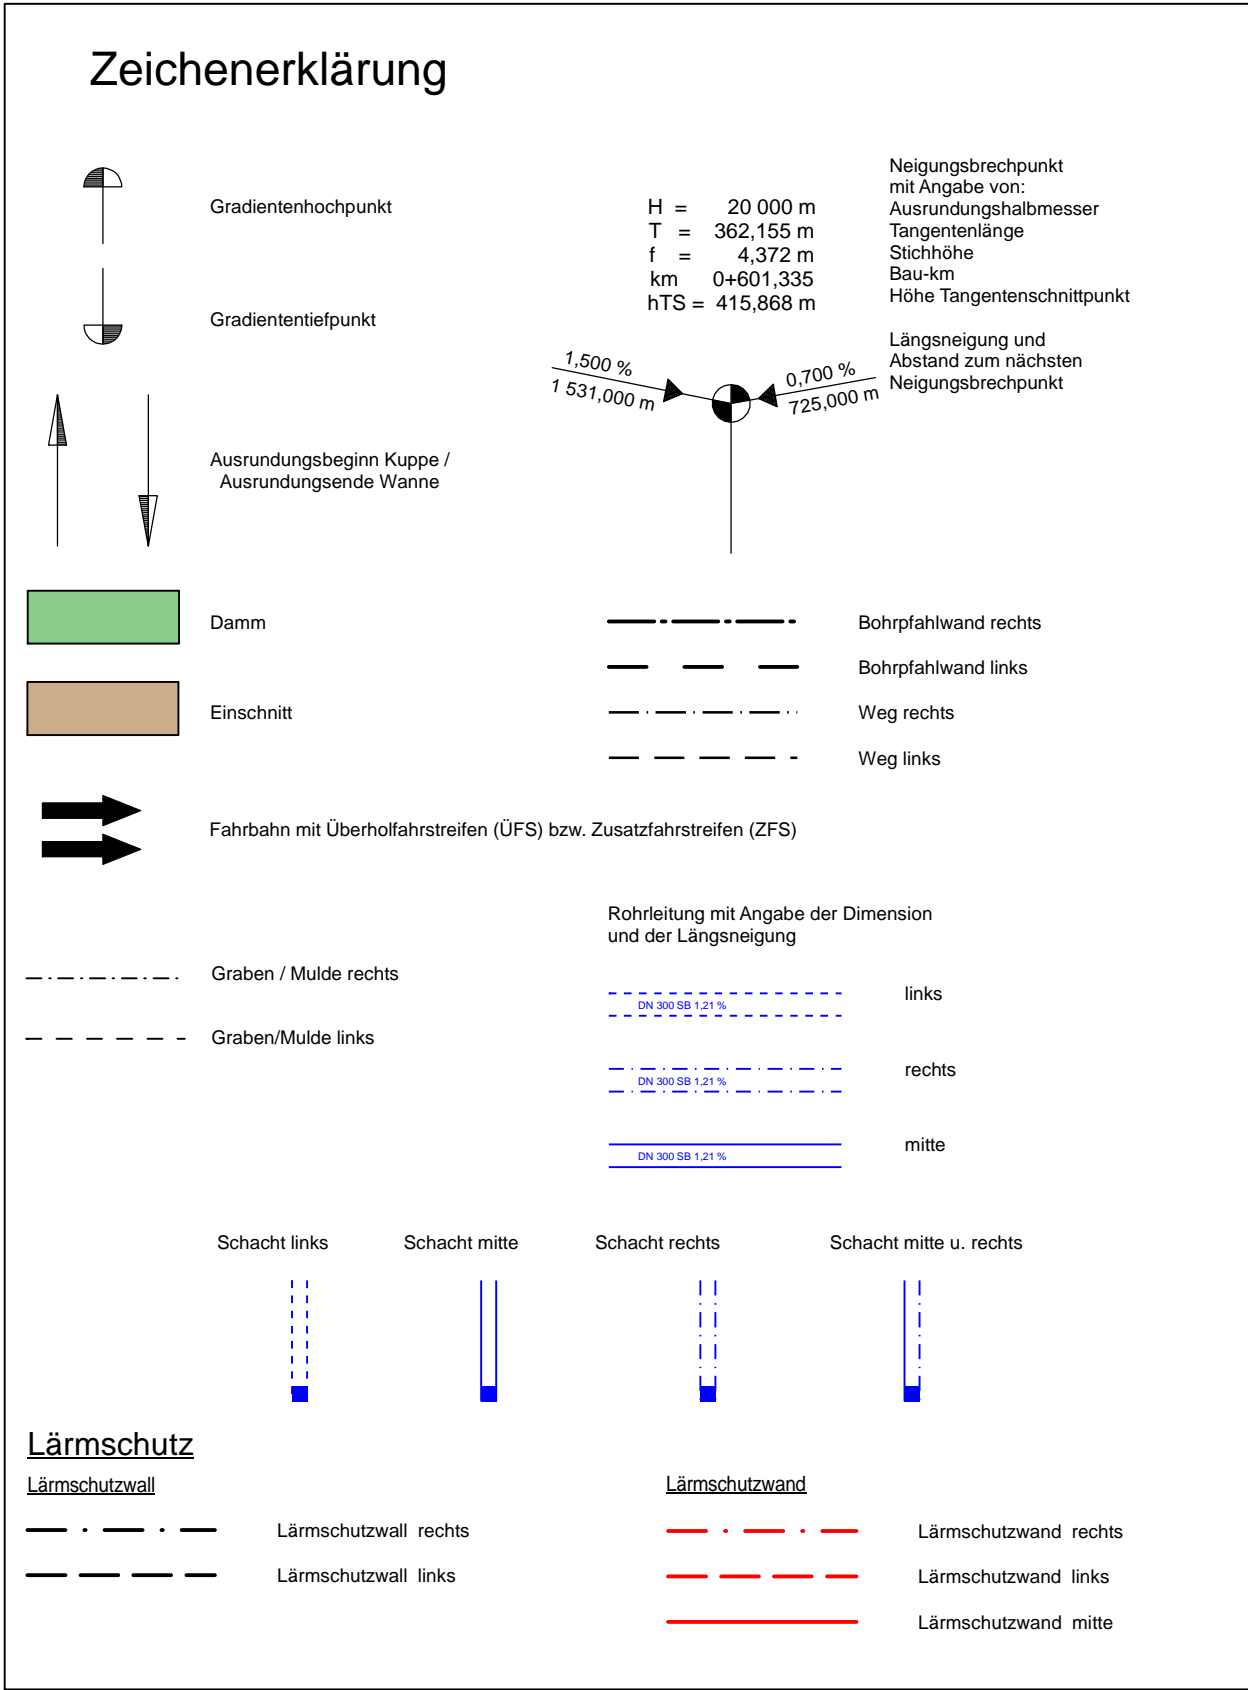 Zeichenerklärung
Gradientenhochpunkt
Gradiententiefpunkt
Ausrundungsbeginn Kuppe /
Ausrundungsende Wanne
H = 20 000 m
T = 362,155 m
f = 4,372 m
km 0+601,335
hTS = 415,868 m
Neigungsbrechpunkt
mit Angabe von:
Ausrundungshalbmesser
Tangentenlänge
Stichhöhe
Bau-km
Höhe Tangentenschnittpunkt
Längsneigung und
Abstand zum nächsten
Neigungsbrechpunkt
1,500 %
1 531,000 m
0,700 %
725,000 m
Damm
Einschnitt
Bohrpfahlwand rechts
Bohrpfahlwand links
Weg rechts
Weg links
Fahrbahn mit Überholfahrstreifen (ÜFS) bzw. Zusatzfahrstreifen (ZFS)
Graben / Mulde rechts
Graben/Mulde links
Rohrleitung mit Angabe der Dimension
und der Längsneigung
DN 300 SB 1,21 %
links
DN 300 SB 1,21 %
rechts
DN 300 SB 1,21 %
mitte
Schacht links
Schacht mitte
Schacht rechts
Schacht mitte u. rechts
Lärmschutz
Lärmschutzwall
Lärmschutzwall rechts
Lärmschutzwall links
Lärmschutzwand
Lärmschutzwand rechts
Lärmschutzwand links
Lärmschutzwand mitte